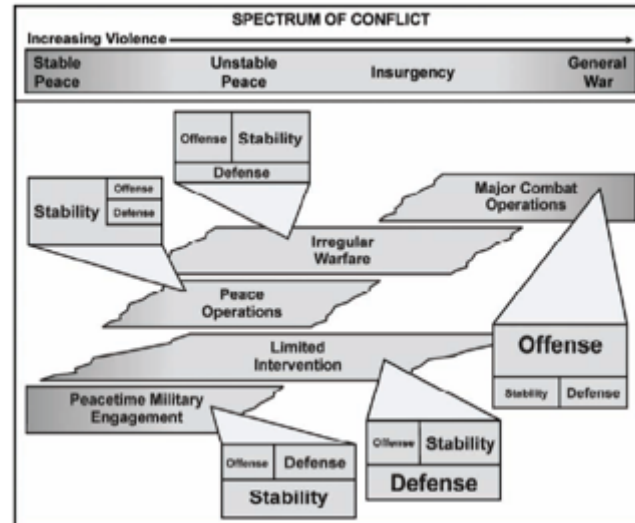 SPECTRUM OF CONFLICT
Increasing Violence
Stable
Peace
Unstable
Peace
Insurgency
General
War
Offense
Stability
Defense
Stability
Offense
Defense
Major Combat
Operations
Irregular
Warfare
Peace
Operations
Limited
Intervention
Offense
Stability
Defense
Peacetime Military
Engagement
Offense
Defense
Stability
Offense
Stability
Defense